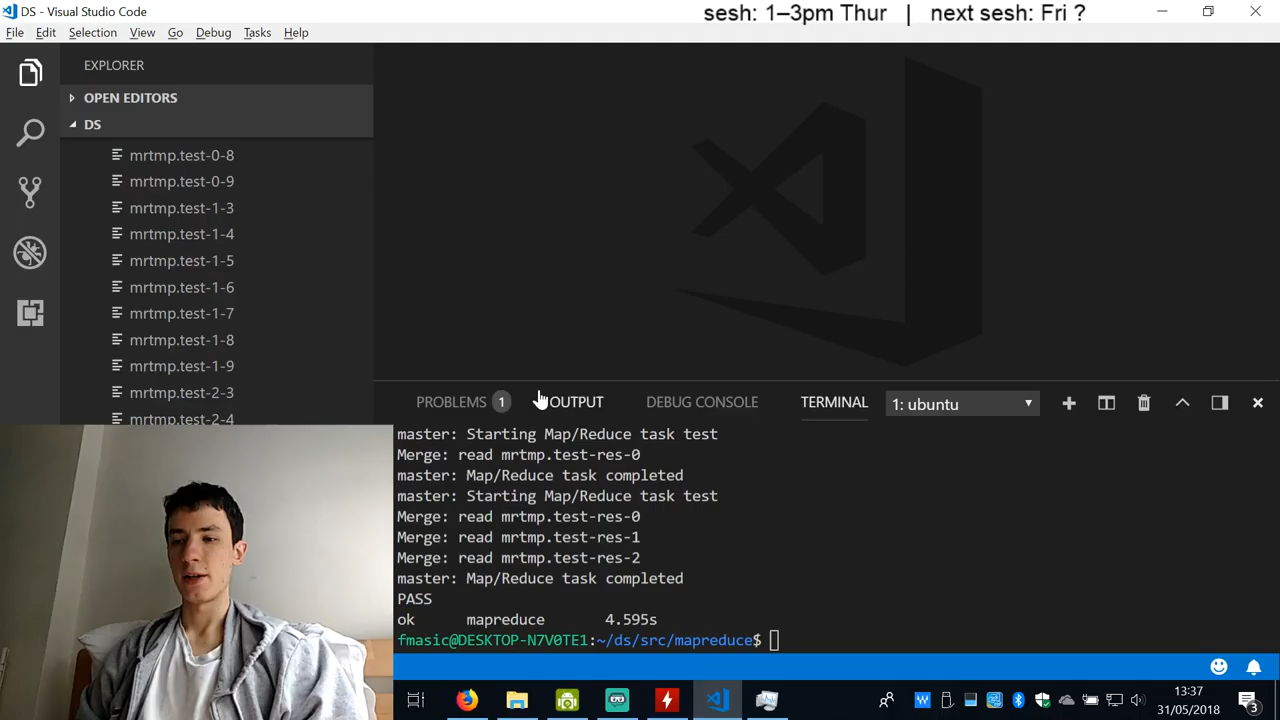 DS - Visual Studio Code
sesh: 1–3pm Thur | next sesh: Fri ?
File Edit Selection View Go Debug Tasks Help
EXPLORER
OPEN EDITORS
DS
mrtmp.test-0-8
mrtmp.test-0-9
mrtmp.test-1-3
mrtmp.test-1-4
mrtmp.test-1-5
mrtmp.test-1-6
mrtmp.test-1-7
mrtmp.test-1-8
mrtmp.test-1-9
mrtmp.test-2-3
mrtmp.test-2-4
PROBLEMS 1 OUTPUT DEBUG CONSOLE TERMINAL 1: ubuntu
master: Starting Map/Reduce task test
Merge: read mrtmp.test-res-0
master: Map/Reduce task completed
master: Starting Map/Reduce task test
Merge: read mrtmp.test-res-0
Merge: read mrtmp.test-res-1
Merge: read mrtmp.test-res-2
master: Map/Reduce task completed
PASS
ok mapreduce 4.595s
fmasic@DESKTOP-N7V0TE1:~/ds/src/mapreduce$
13:37
31/05/2018
3